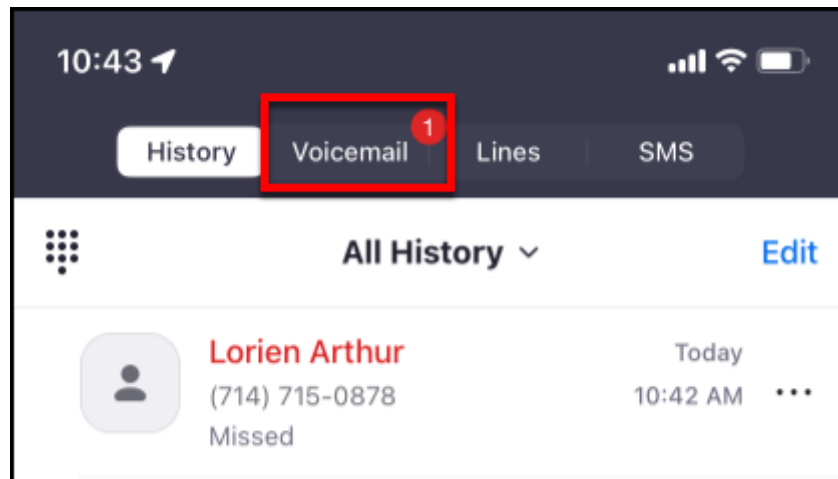 10:43
History Voicemail 1 Lines SMS
All History Edit
Lorien Arthur Today
(714) 715-0878 10:42 AM
Missed